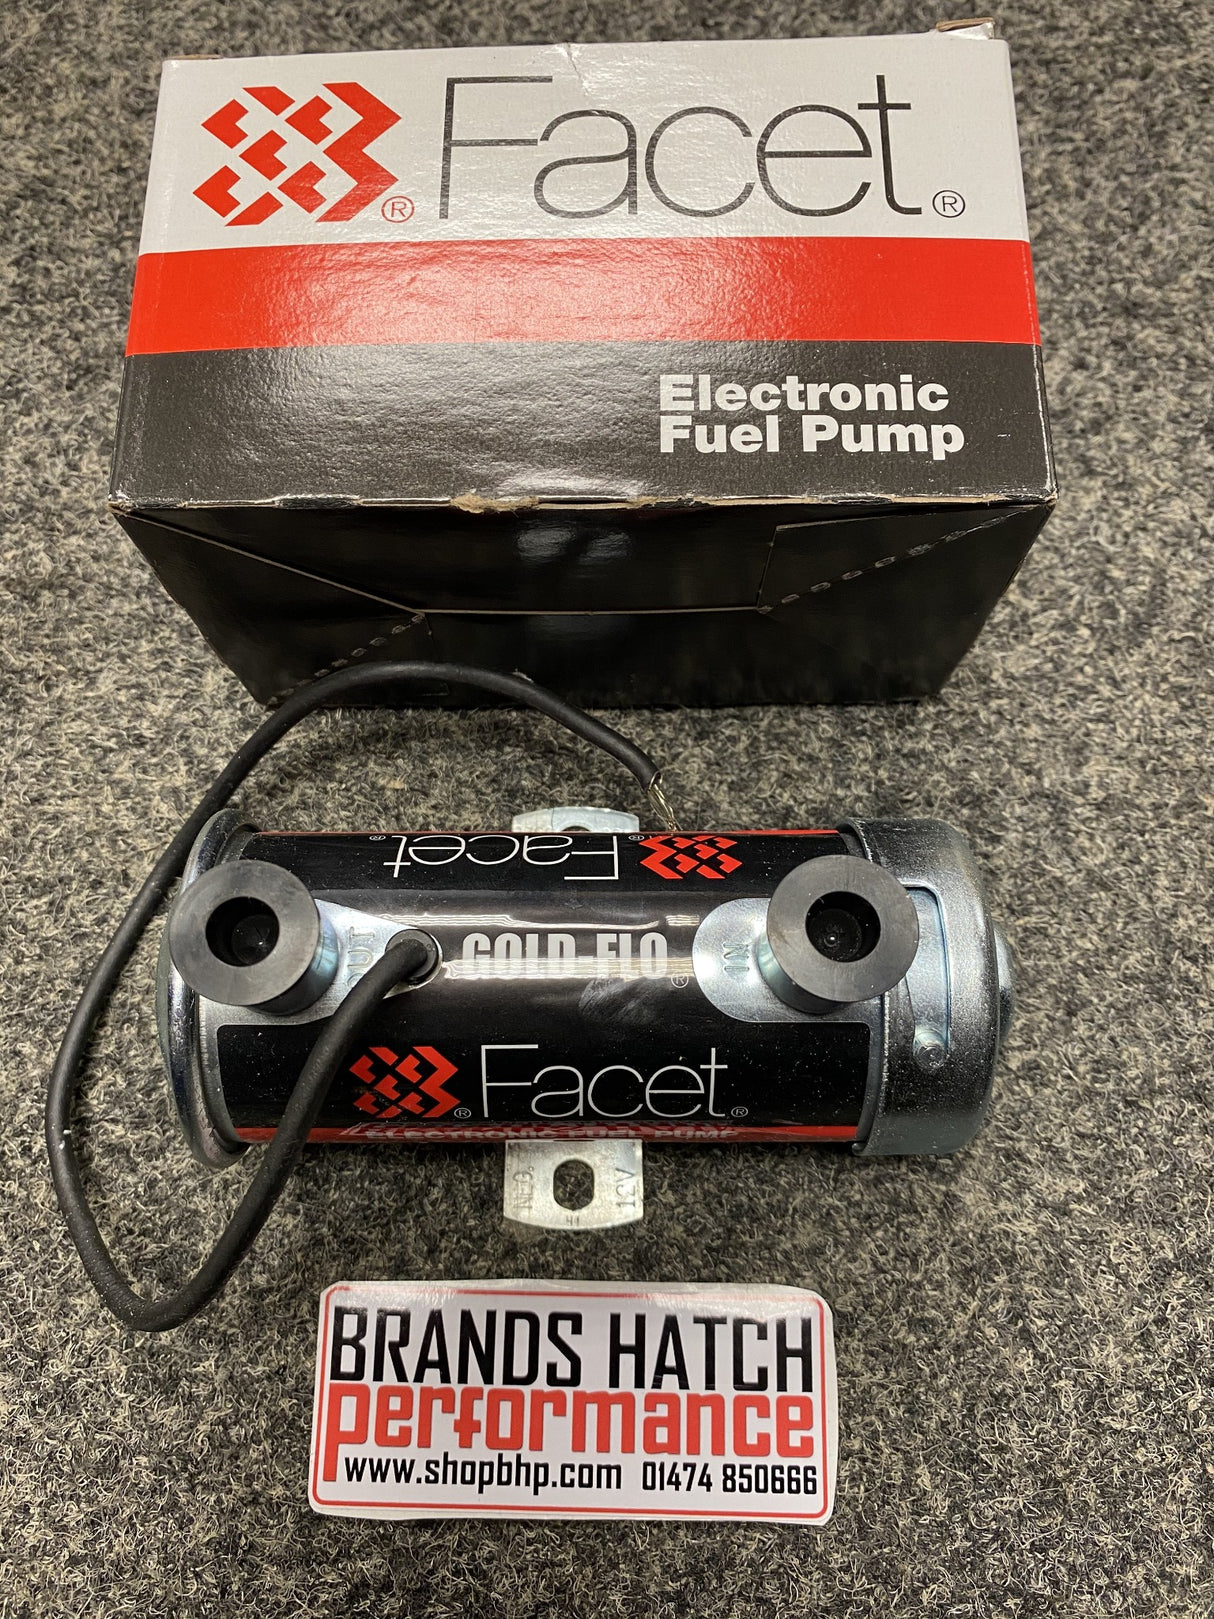 Facet®
®
Electronic
Fuel Pump
Facet®
®
OUT
GOLD-FLO®
IN
®
Facet®
ELECTRONIC FUEL PUMP
NEG.
12V
BRANDS HATCH
performance
www.shopbhp.com 01474 850666